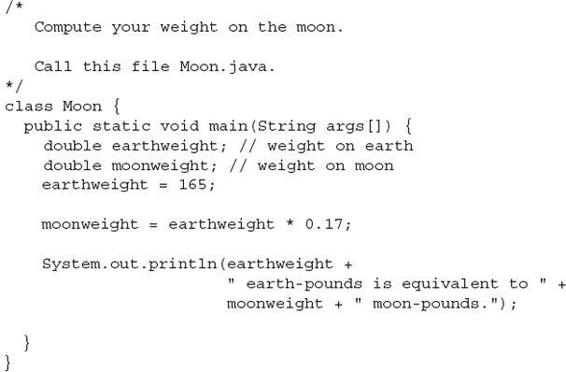 /*
Compute your weight on the moon.
Call this file Moon.java.
*/
class Moon {
public static void main(String args[]) {
double earthweight; // weight on earth
double moonweight; // weight on moon
earthweight = 165;
moonweight = earthweight * 0.17;
System.out.println(earthweight +
" earth-pounds is equivalent to " +
moonweight + " moon-pounds.");
}
}